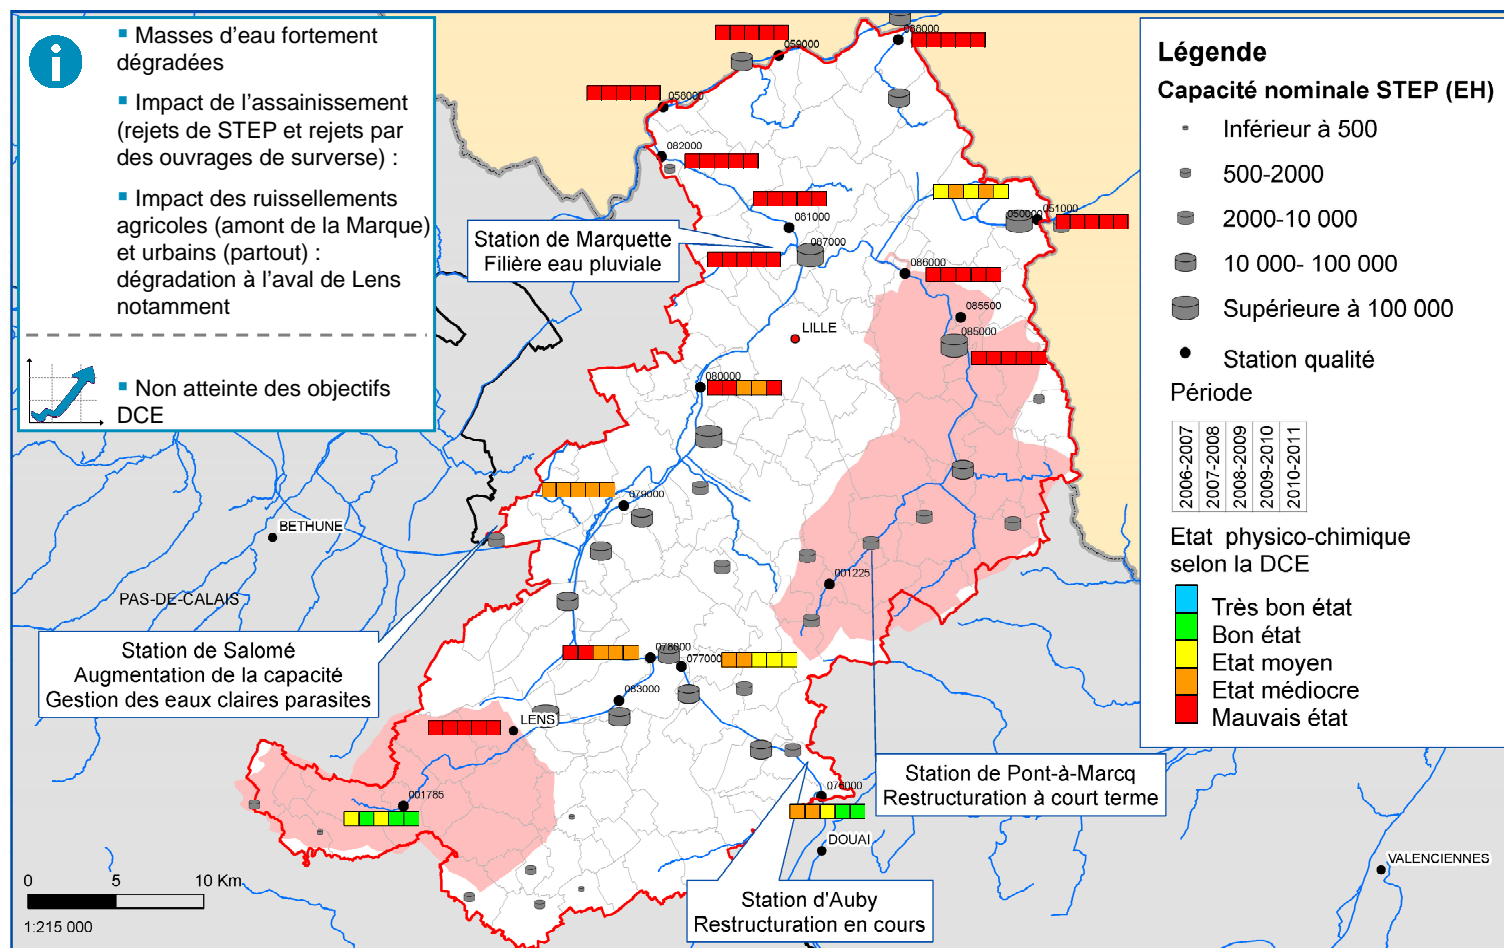 ▪ Masses d'eau fortement
dégradées
▪ Impact de l'assainissement
(rejets de STEP et rejets par
des ouvrages de surverse) :
▪ Impact des ruissellements
agricoles (amont de la Marque)
et urbains (partout) :
dégradation à l'aval de Lens
notamment
▪ Non atteinte des objectifs
DCE
Légende
Capacité nominale STEP (EH)
Inférieur à 500
500-2000
2000-10 000
10 000- 100 000
Supérieure à 100 000
Station qualité
Période
2006-2007
2007-2008
2008-2009
2009-2010
2010-2011
Etat physico-chimique
selon la DCE
Très bon état
Bon état
Etat moyen
Etat médiocre
Mauvais état
059000
068000
056000
082000
081000
087000
050000
051000
086000
085500
085000
LILLE
080000
079000
001225
078000
077000
083000
LENS
001785
076000
DOUAI
VALENCIENNES
BETHUNE
PAS-DE-CALAIS
Station de Marquette
Filière eau pluviale
Station de Salomé
Augmentation de la capacité
Gestion des eaux claires parasites
Station de Pont-à-Marcq
Restructuration à court terme
Station d'Auby
Restructuration en cours
0 5 10 Km
1:215 000